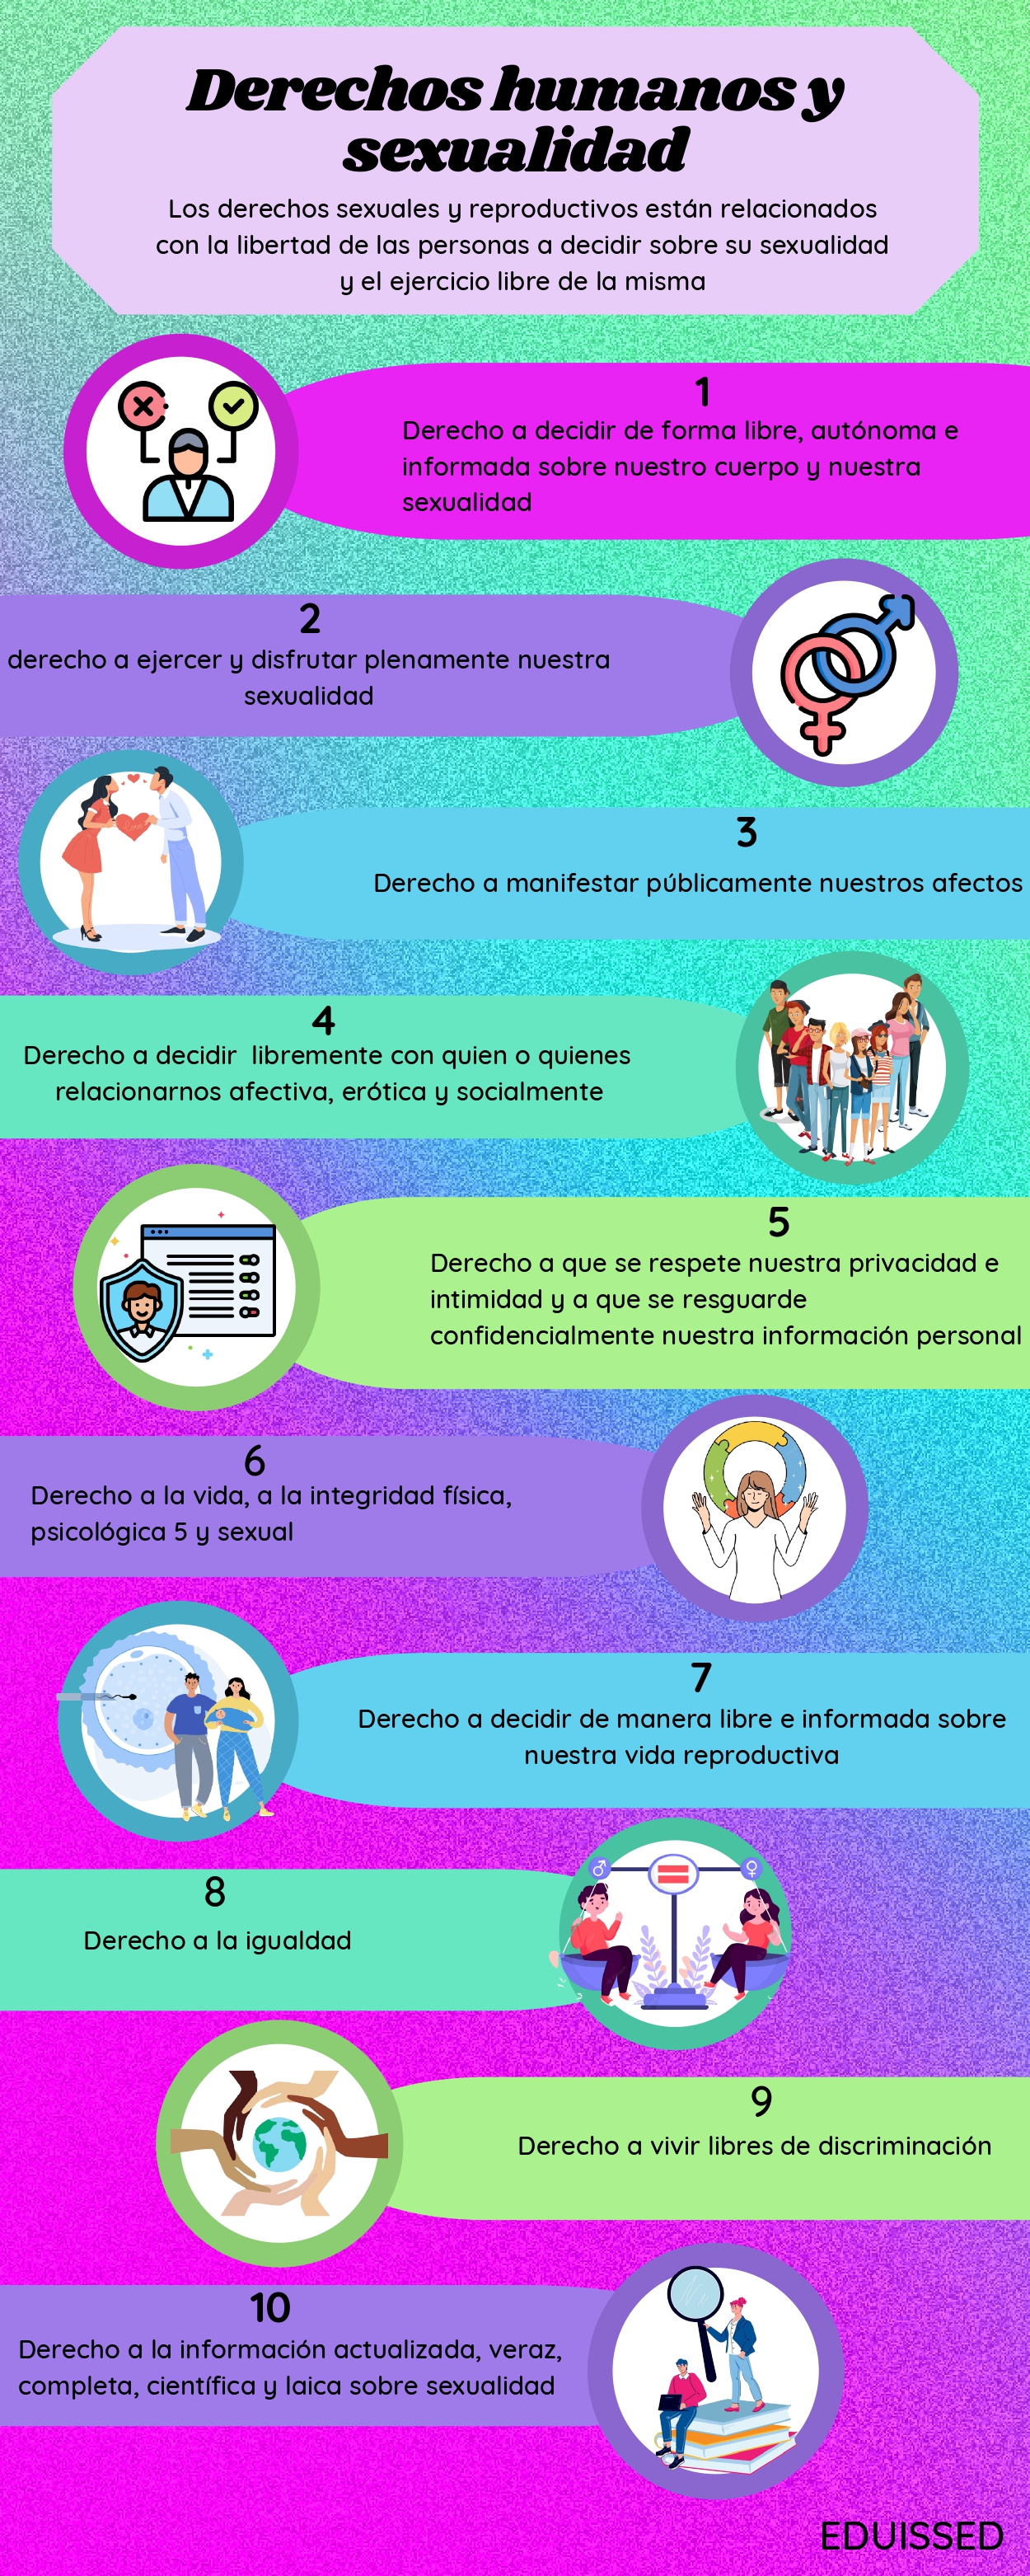 Derechos humanos y
sexualidad
Los derechos sexuales y reproductivos están relacionados
con la libertad de las personas a decidir sobre su sexualidad
y el ejercicio libre de la misma
1
Derecho a decidir de forma libre, autónoma e
informada sobre nuestro cuerpo y nuestra
sexualidad
2
derecho a ejercer y disfrutar plenamente nuestra
sexualidad
3
Derecho a manifestar públicamente nuestros afectos
4
Derecho a decidir  libremente con quien o quienes
relacionarnos afectiva, erótica y socialmente
5
Derecho a que se respete nuestra privacidad e
intimidad y a que se resguarde
confidencialmente nuestra información personal
6
Derecho a la vida, a la integridad física,
psicológica 5 y sexual
7
Derecho a decidir de manera libre e informada sobre
nuestra vida reproductiva
8
Derecho a la igualdad
9
Derecho a vivir libres de discriminación
10
Derecho a la información actualizada, veraz,
completa, científica y laica sobre sexualidad
EDUISSED